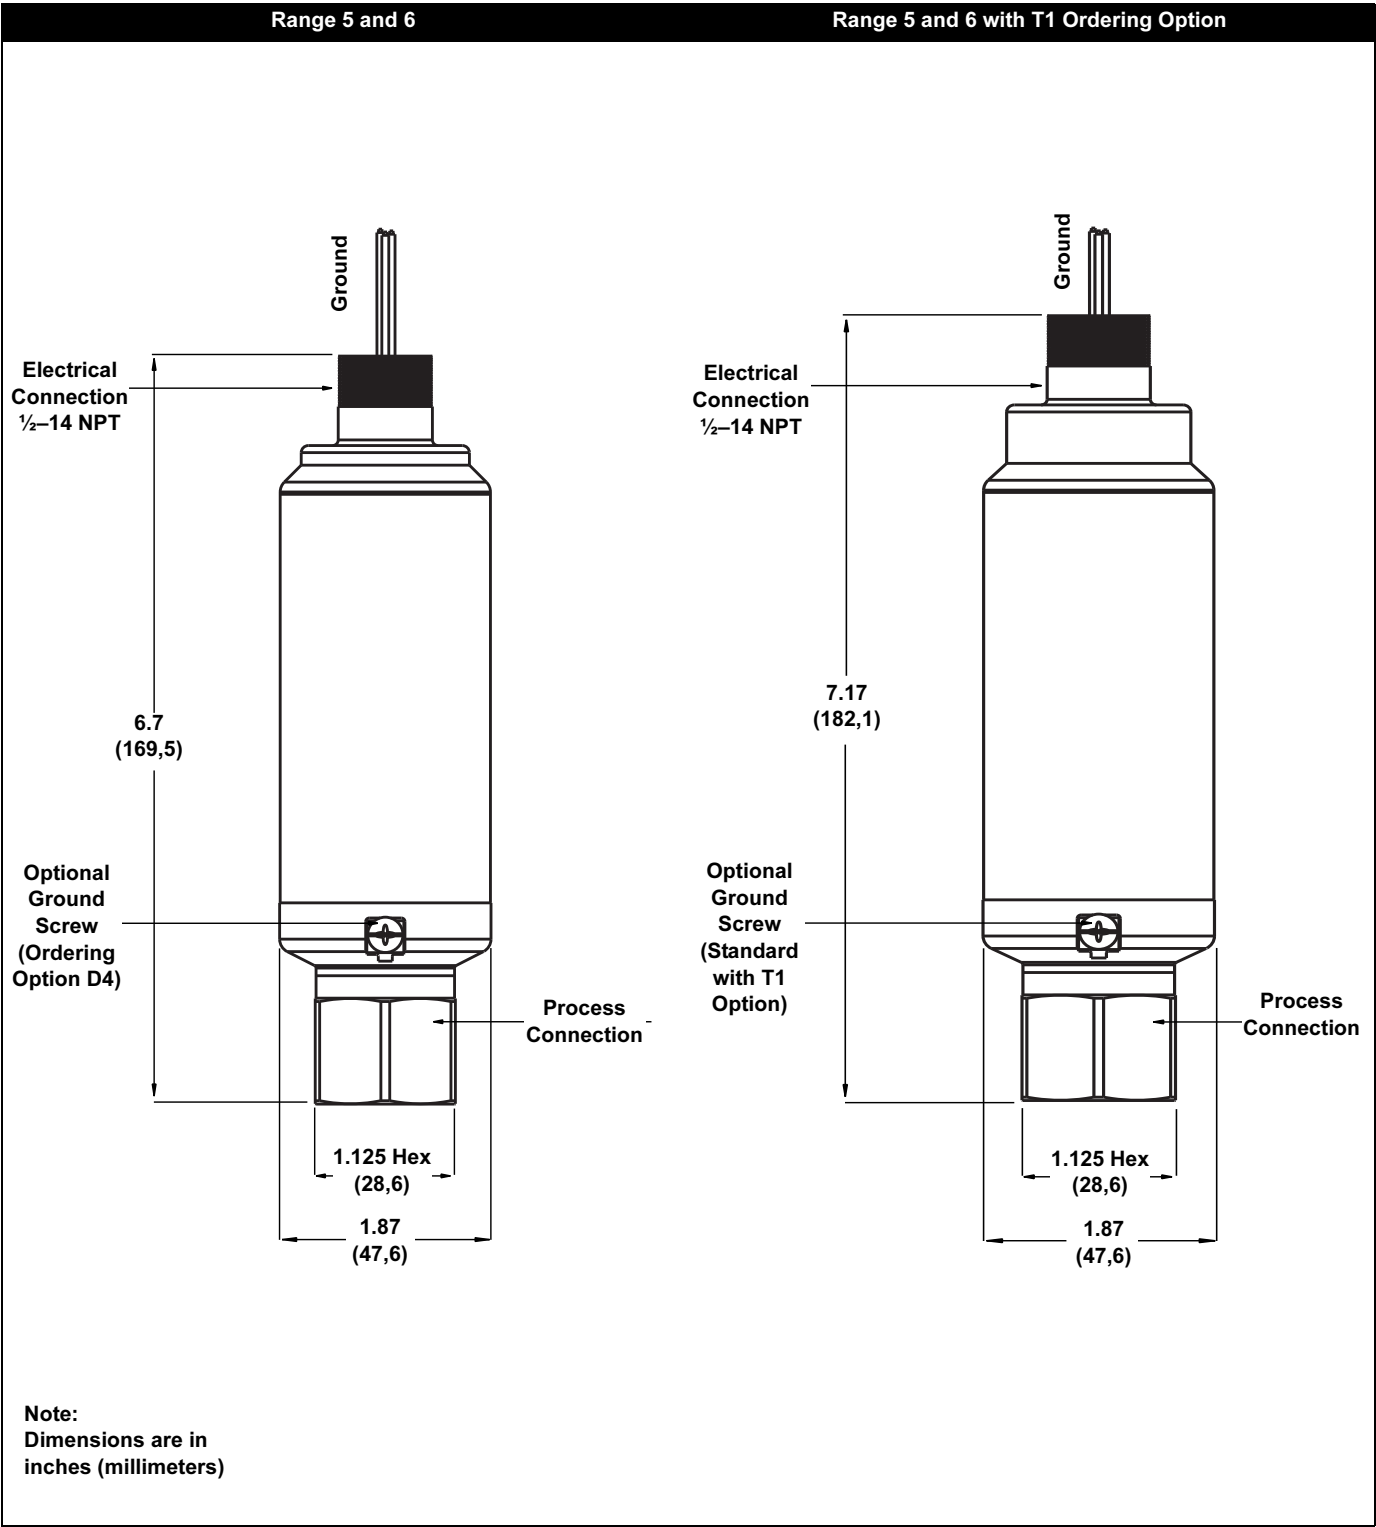 Range 5 and 6
Ground
Electrical
Connection
½–14 NPT
6.7
(169,5)
Optional
Ground
Screw
(Ordering
Option D4)
Process
Connection
1.125 Hex
(28,6)
1.87
(47,6)
Range 5 and 6 with T1 Ordering Option
Ground
Electrical
Connection
½–14 NPT
7.17
(182,1)
Optional
Ground
Screw
(Standard
with T1
Option)
Process
Connection
1.125 Hex
(28,6)
1.87
(47,6)
Note:
Dimensions are in
inches (millimeters)